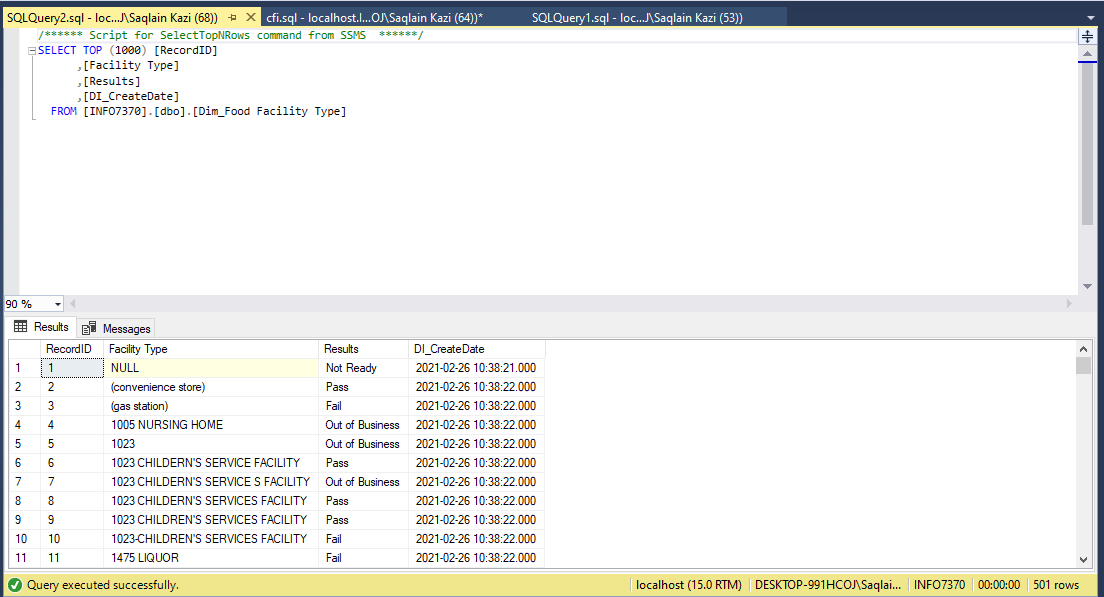 SQLQuery2.sql - loc...J\Saqlain Kazi (68)) cfi.sql - localhost.I...OJ\Saqlain Kazi (64))* SQLQuery1.sql - loc...J\Saqlain Kazi (53))
/****** Script for SelectTopNRows command from SSMS ******/
SELECT TOP (1000) [RecordID]
,[Facility Type]
,[Results]
,[DI_CreateDate]
FROM [INFO7370].[dbo].[Dim_Food Facility Type]
90 %
Results Messages
RecordID Facility Type Results DI_CreateDate
1 1 NULL Not Ready 2021-02-26 10:38:21.000
2 2 (convenience store) Pass 2021-02-26 10:38:22.000
3 3 (gas station) Fail 2021-02-26 10:38:22.000
4 4 1005 NURSING HOME Out of Business 2021-02-26 10:38:22.000
5 5 1023 Out of Business 2021-02-26 10:38:22.000
6 6 1023 CHILDERN'S SERVICE FACILITY Pass 2021-02-26 10:38:22.000
7 7 1023 CHILDERN'S SERVICE S FACILITY Out of Business 2021-02-26 10:38:22.000
8 8 1023 CHILDERN'S SERVICES FACILITY Pass 2021-02-26 10:38:22.000
9 9 1023 CHILDREN'S SERVICES FACILITY Pass 2021-02-26 10:38:22.000
10 10 1023-CHILDREN'S SERVICES FACILITY Fail 2021-02-26 10:38:22.000
11 11 1475 LIQUOR Fail 2021-02-26 10:38:22.000
Query executed successfully. localhost (15.0 RTM) DESKTOP-991HCOJ\Saqlai... INFO7370 00:00:00 501 rows